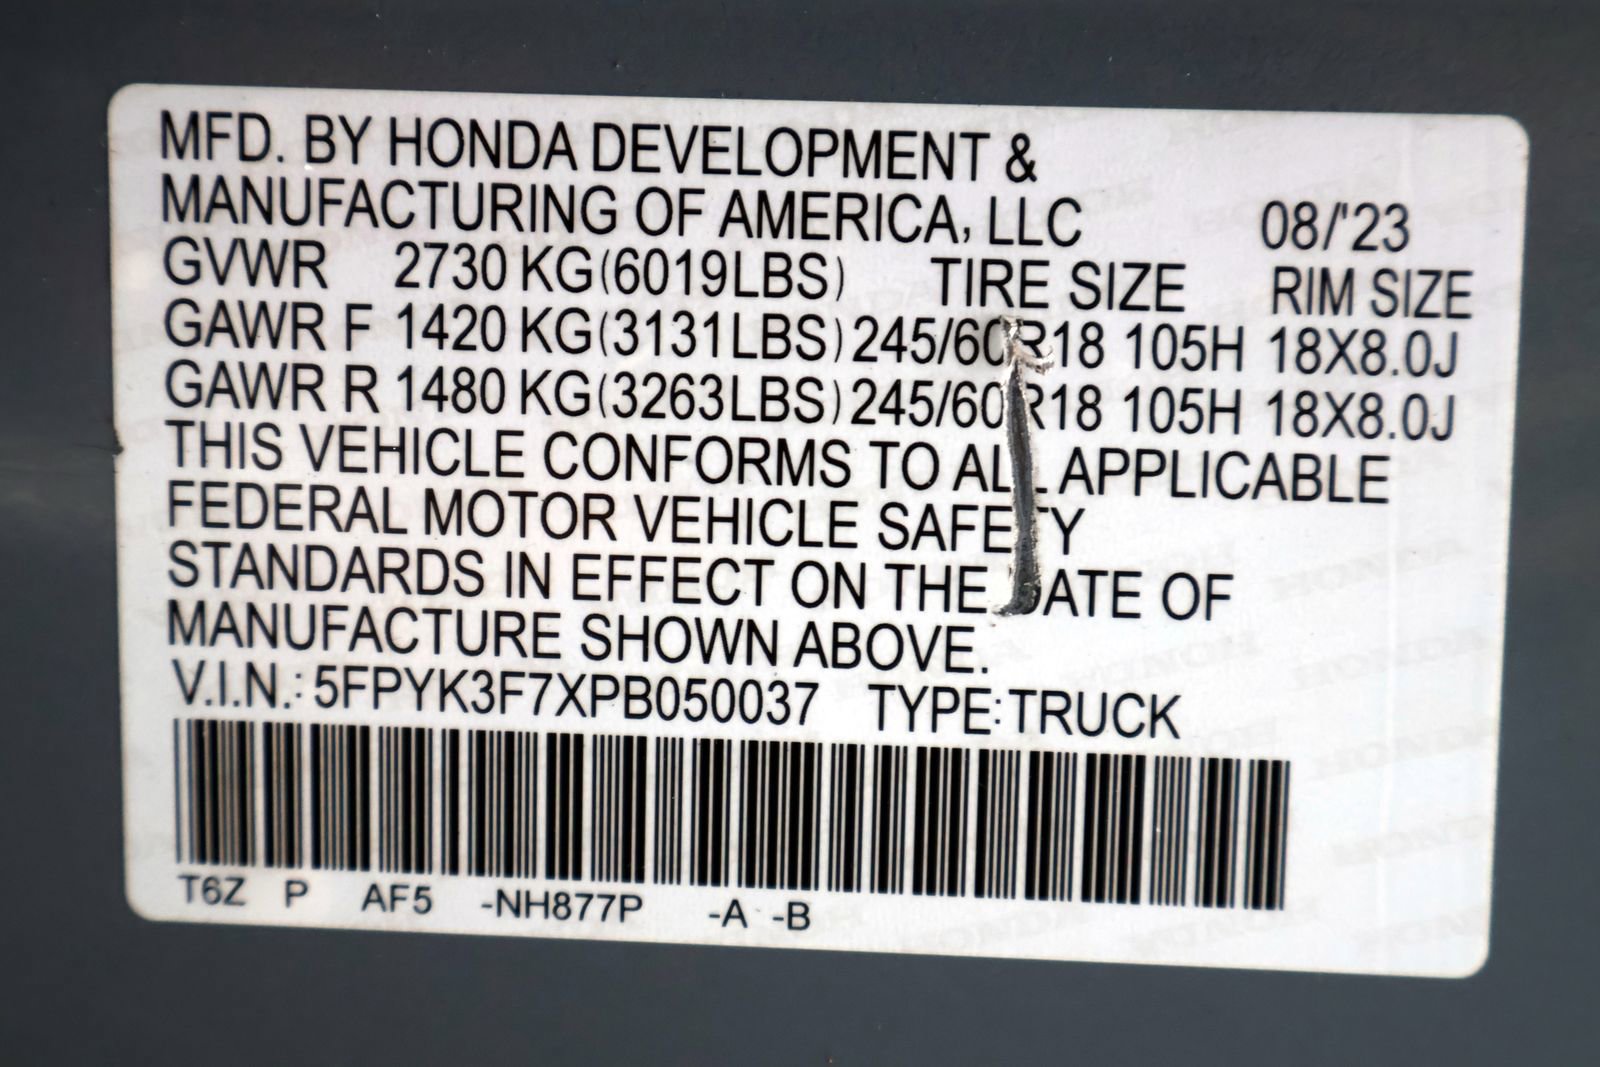 MFD. BY HONDA DEVELOPMENT &
MANUFACTURING OF AMERICA, LLC 08/'23
GVWR 2730 KG(6019LBS) TIRE SIZE RIM SIZE
GAWR F 1420 KG(3131LBS) 245/60R18 105H 18X8.0J
GAWR R 1480 KG(3263LBS) 245/60R18 105H 18X8.0J
THIS VEHICLE CONFORMS TO ALL APPLICABLE
FEDERAL MOTOR VEHICLE SAFETY
STANDARDS IN EFFECT ON THE DATE OF
MANUFACTURE SHOWN ABOVE.
V.I.N.: 5FPYK3F7XPB050037 TYPE:TRUCK
T6Z P AF5 -NH877P -A -B